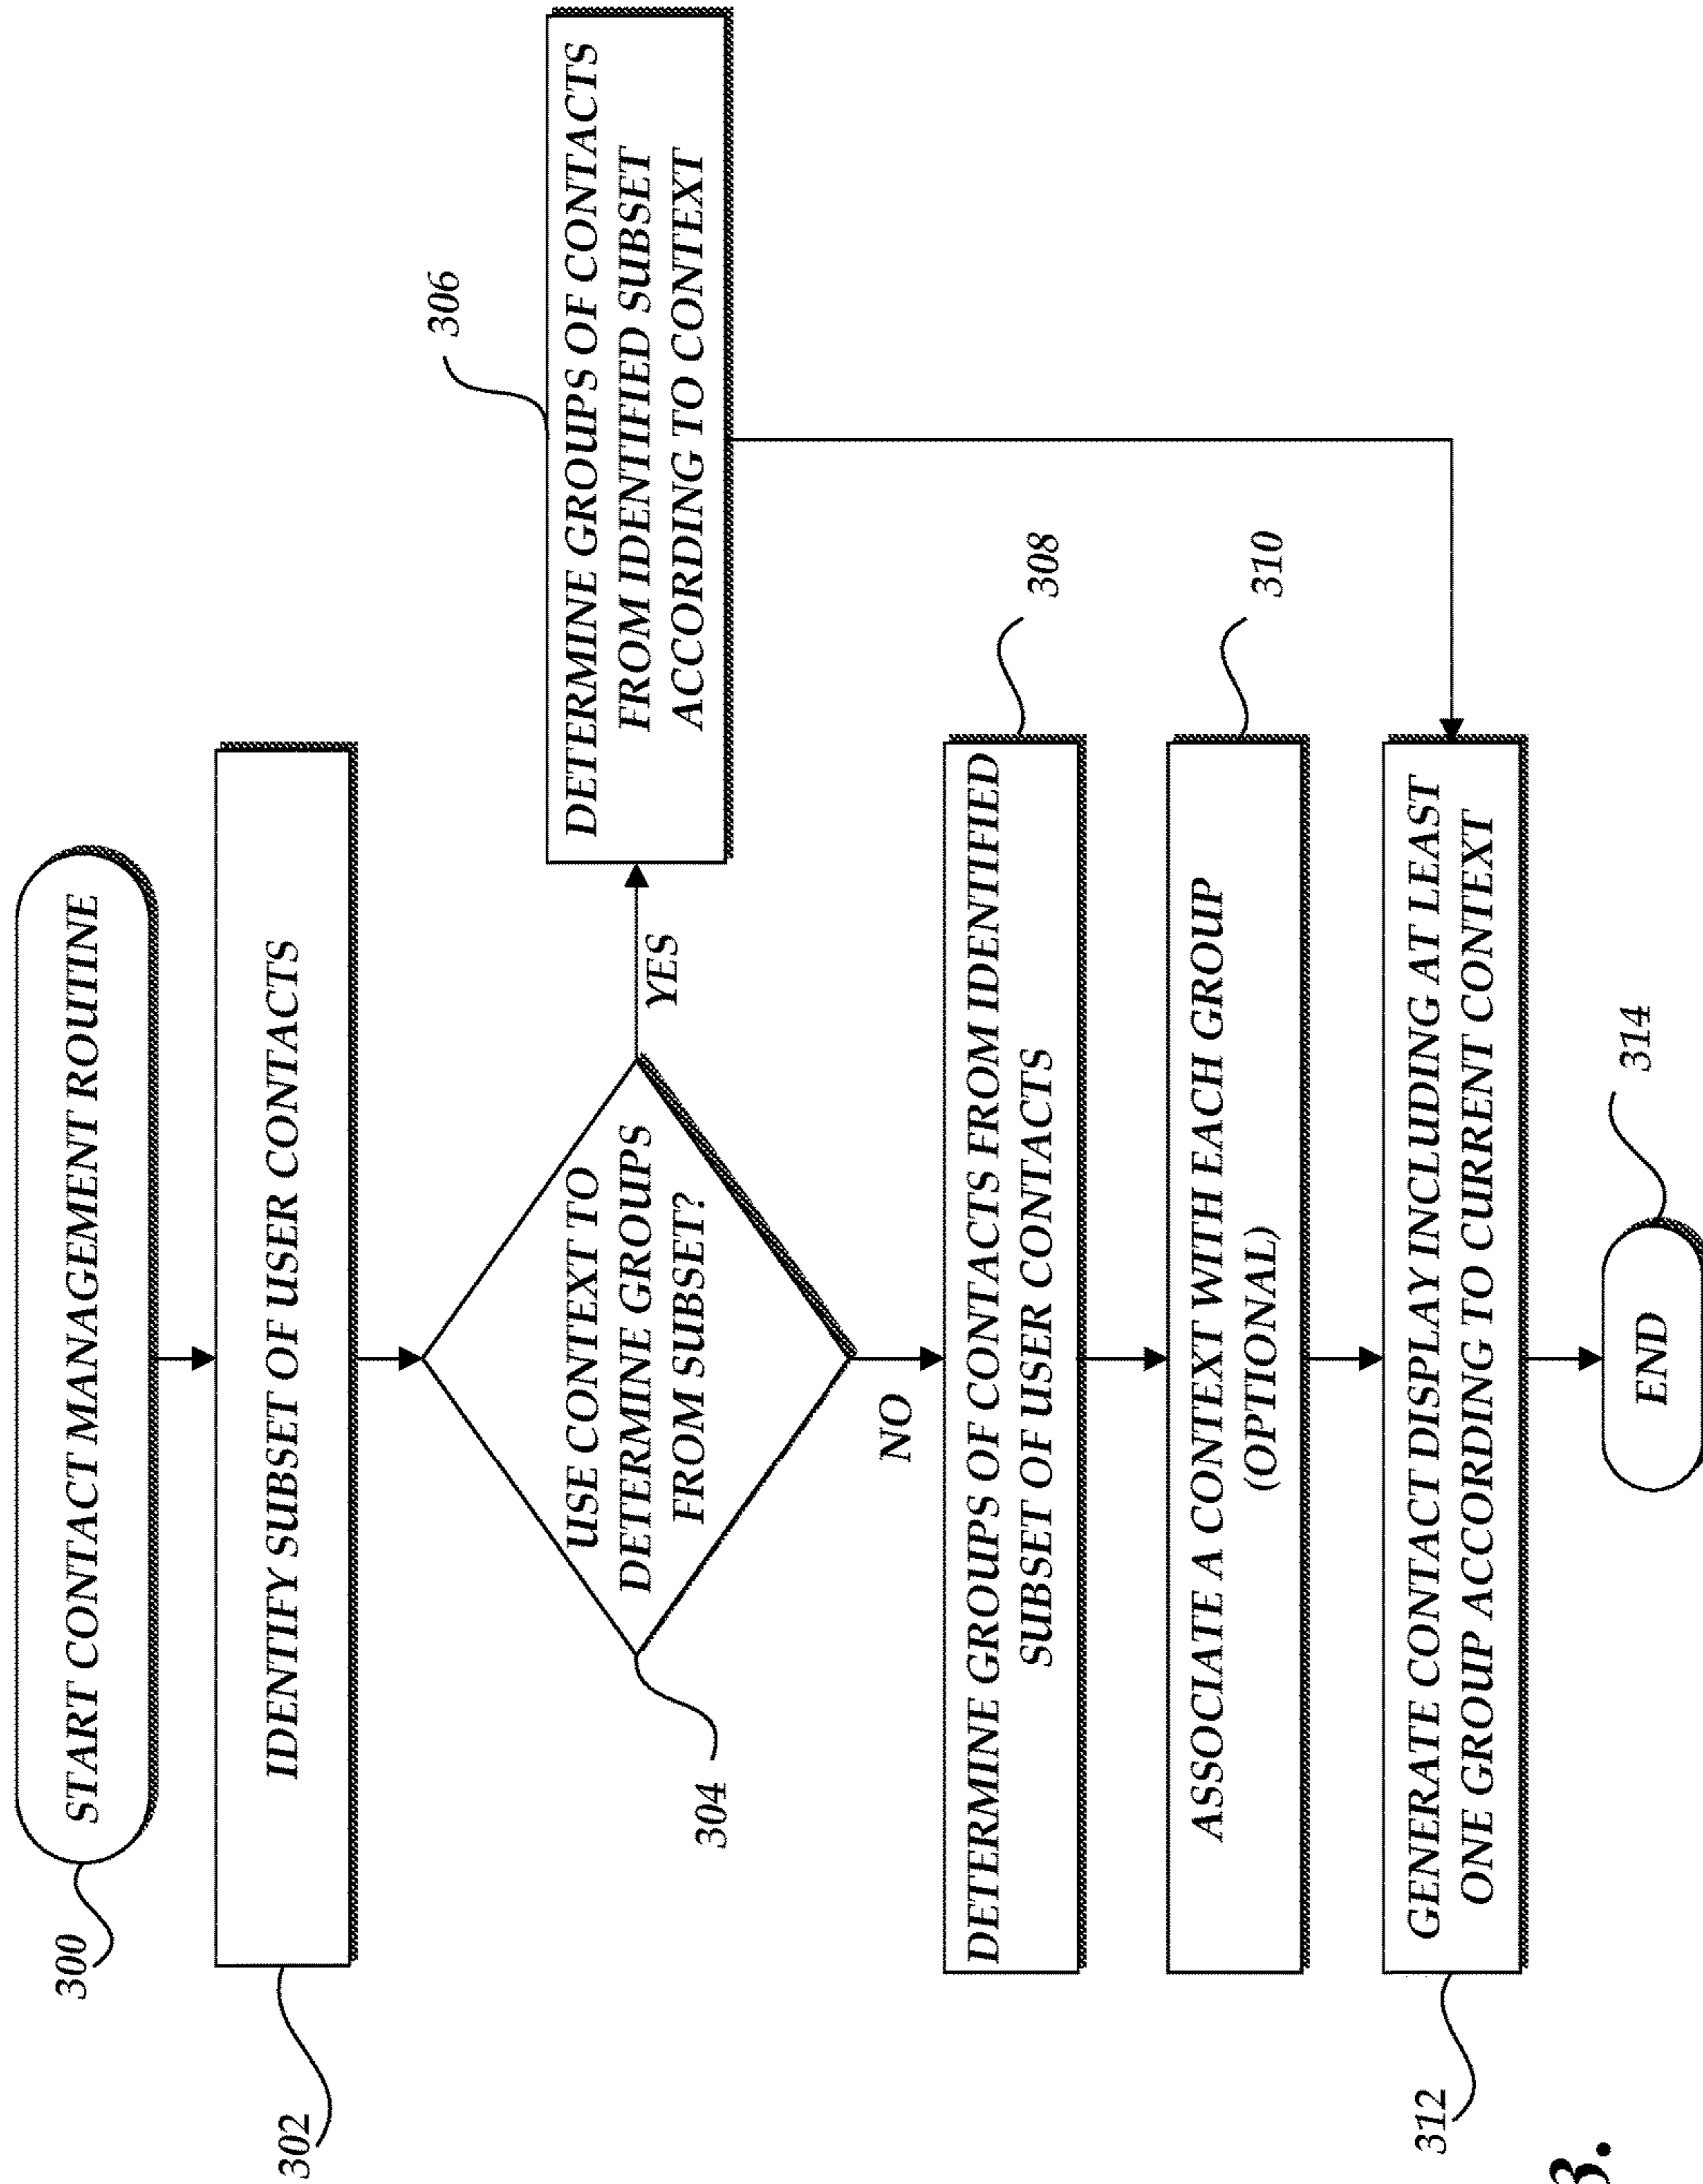 300
START CONTACT MANAGEMENT ROUTINE
302
IDENTIFY SUBSET OF USER CONTACTS
304
USE CONTEXT TO
DETERMINE GROUPS
FROM SUBSET?
YES
306
DETERMINE GROUPS OF CONTACTS
FROM IDENTIFIED SUBSET
ACCORDING TO CONTEXT
NO
308
DETERMINE GROUPS OF CONTACTS FROM IDENTIFIED
SUBSET OF USER CONTACTS
310
ASSOCIATE A CONTEXT WITH EACH GROUP
(OPTIONAL)
312
GENERATE CONTACT DISPLAY INCLUDING AT LEAST
ONE GROUP ACCORDING TO CURRENT CONTEXT
314
END
3.